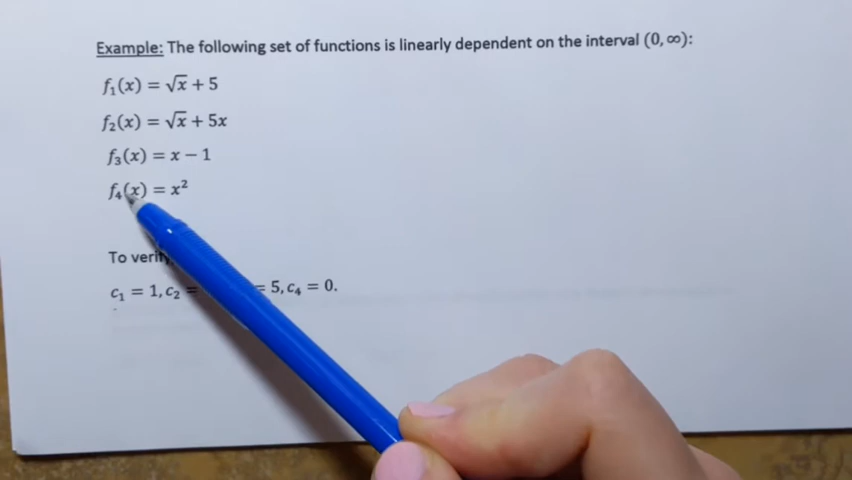 Example: The following set of functions is linearly dependent on the interval (0, ∞):
f₁(x) = √x + 5
f₂(x) = √x + 5x
f₃(x) = x − 1
f₄(x) = x²
To verify
c₁ = 1, c₂ = = 5, c₄ = 0.